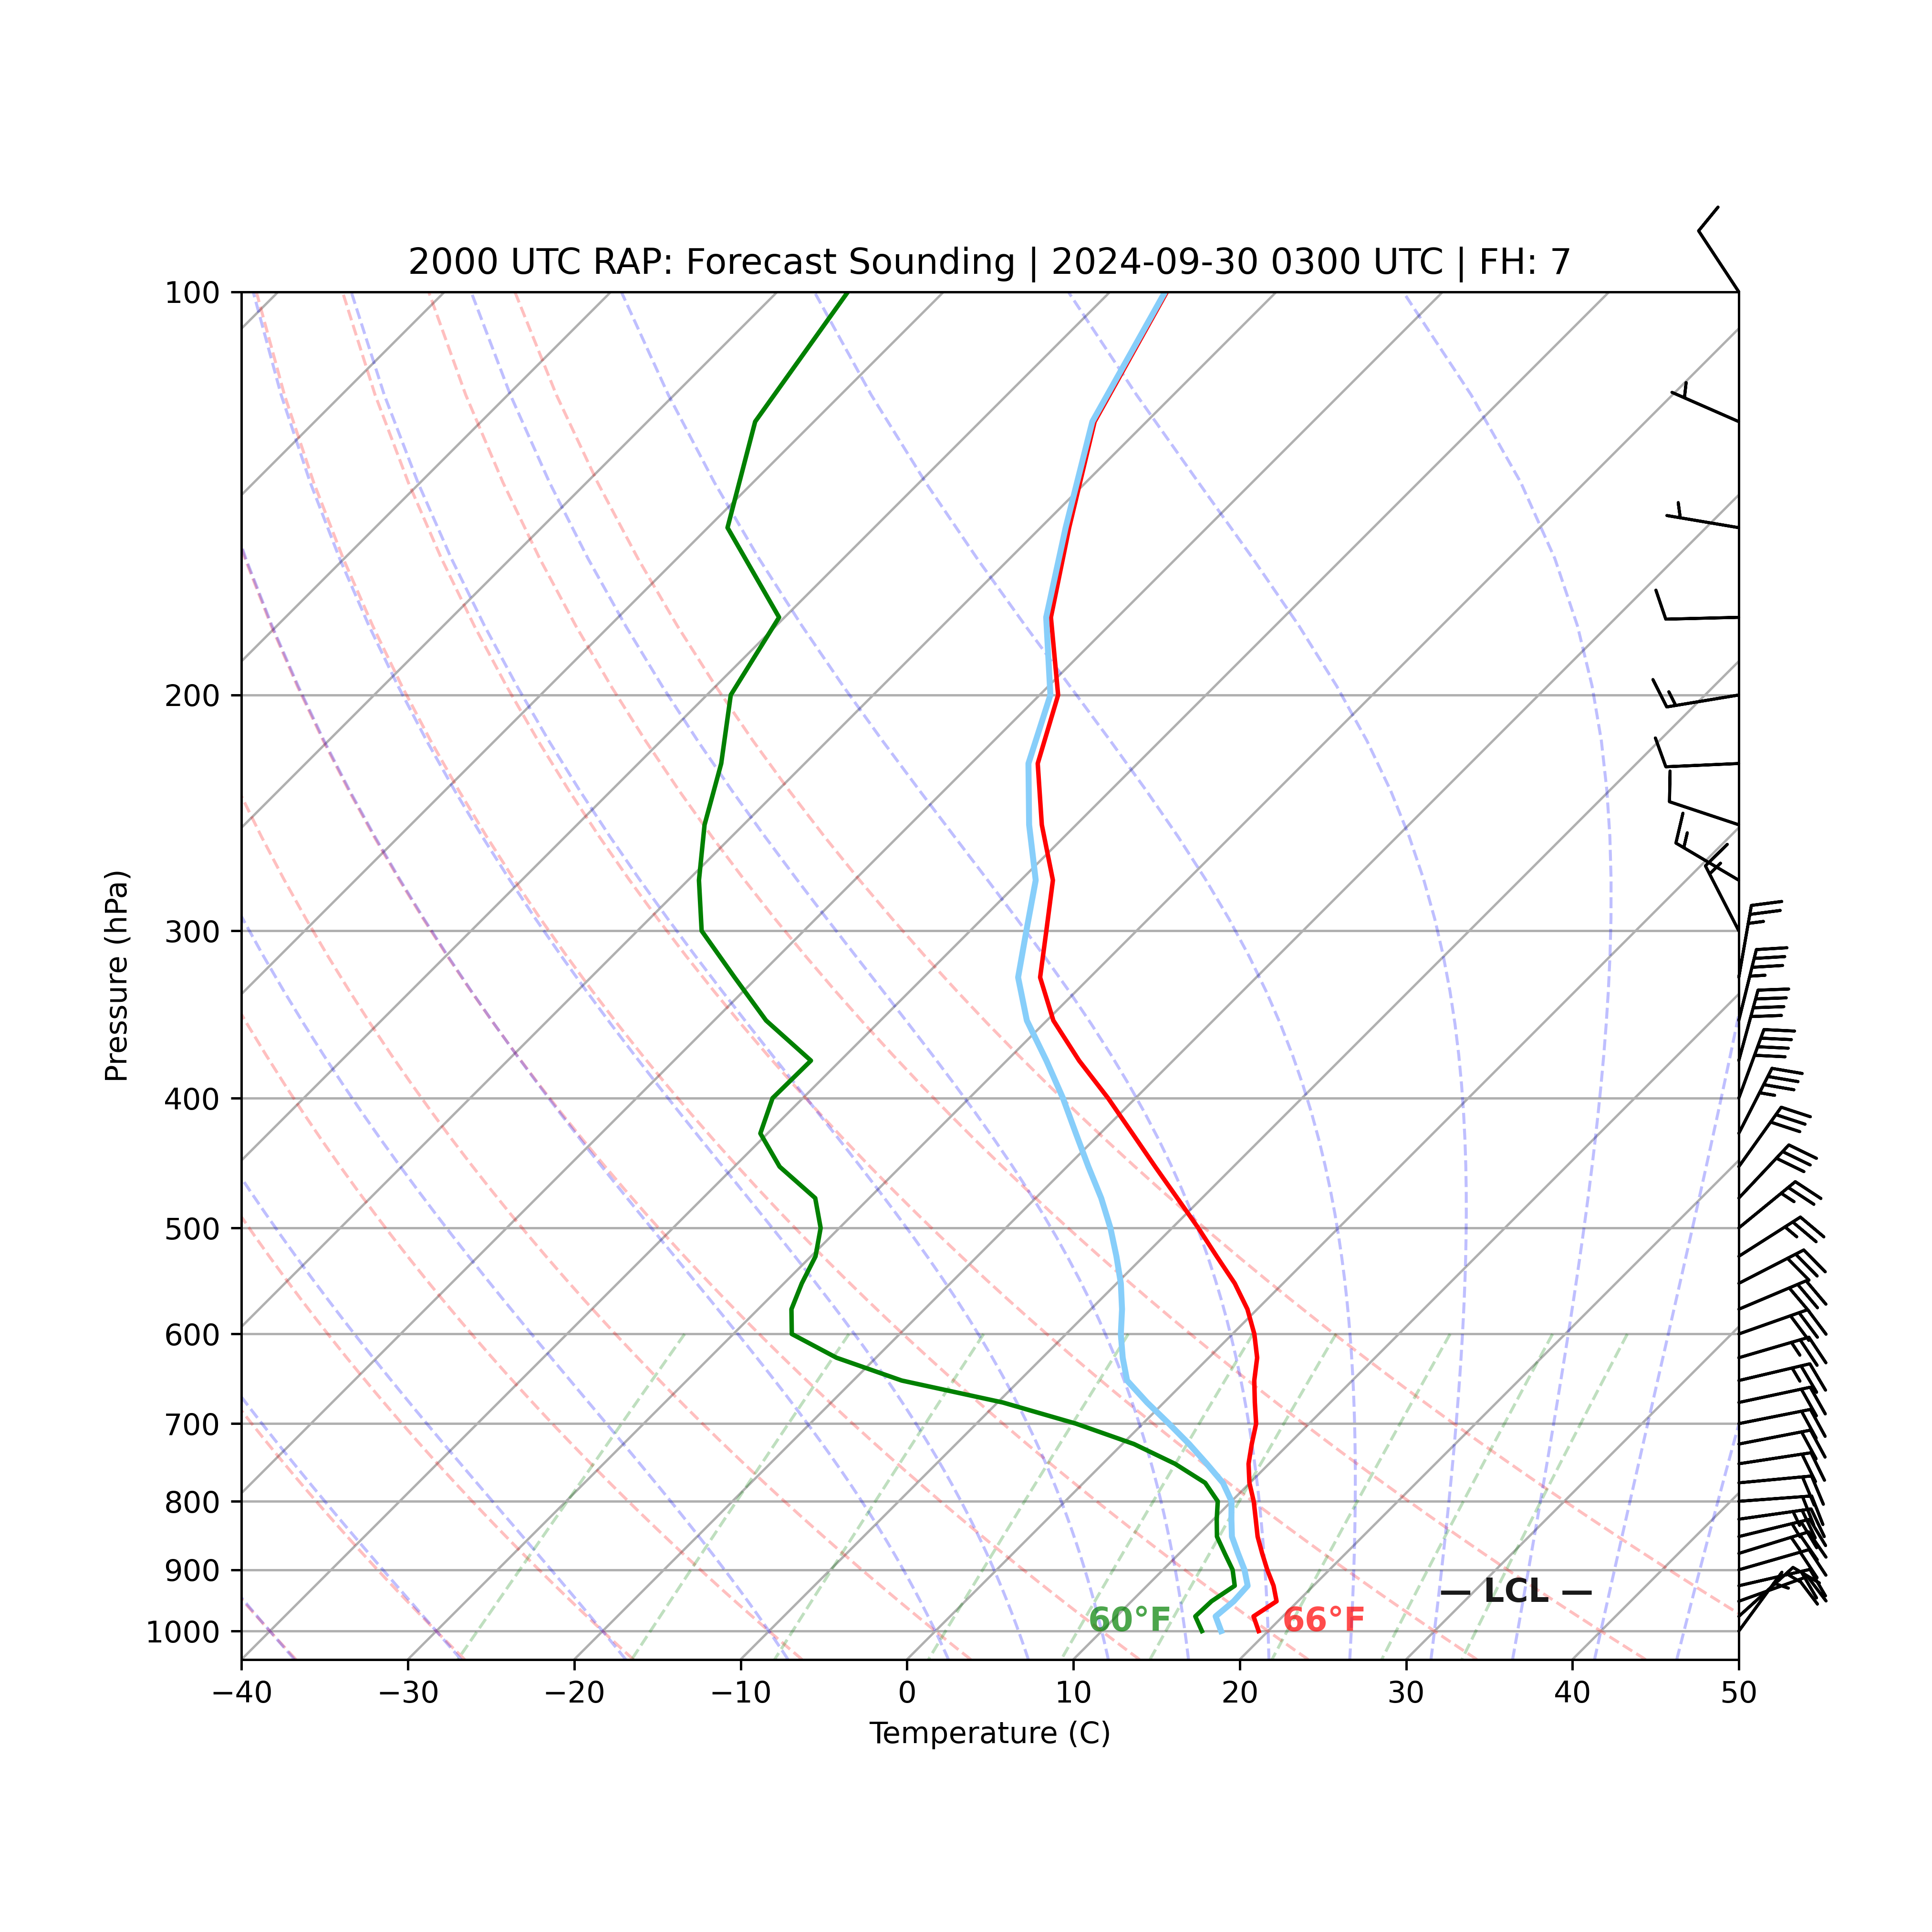 2000 UTC RAP: Forecast Sounding | 2024-09-30 0300 UTC | FH: 7
100
200
300
400
500
600
700
800
900
1000
Pressure (hPa)
— LCL —
60°F
66°F
−40 −30 −20 −10 0 10 20 30 40 50
Temperature (C)